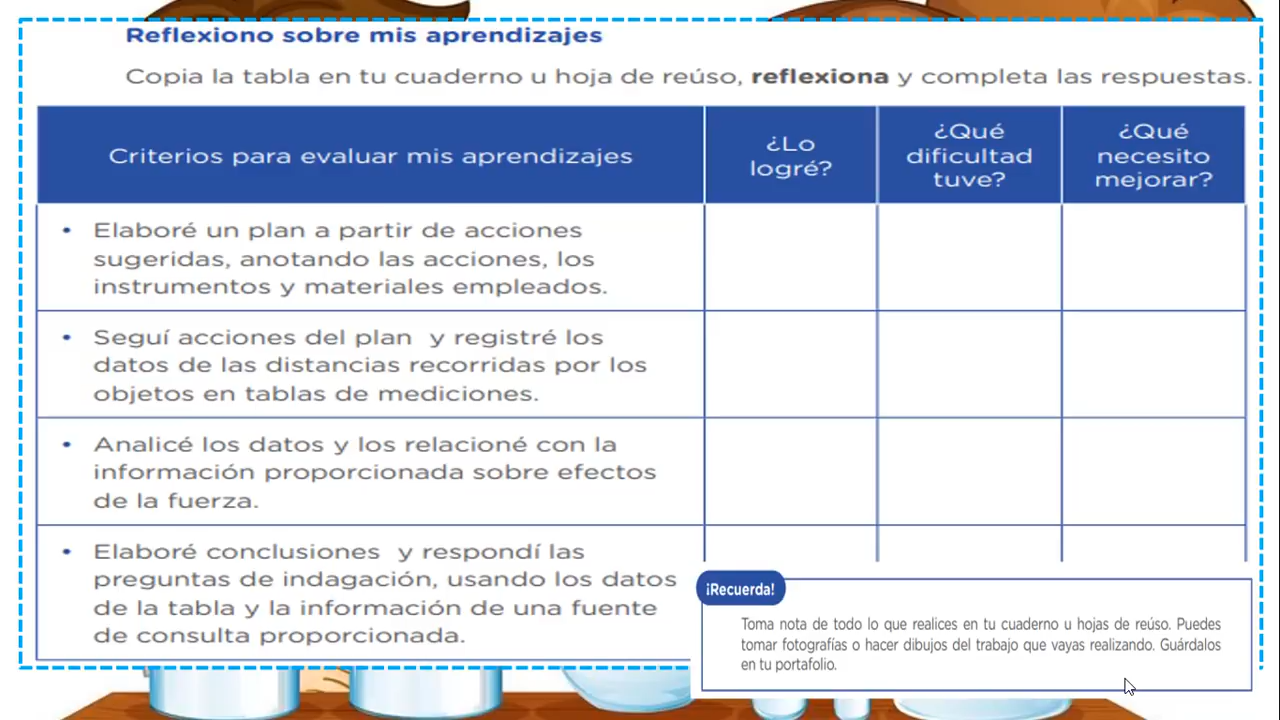 Reflexiono sobre mis aprendizajes
Copia la tabla en tu cuaderno u hoja de reúso, reflexiona y completa las respuestas.
Criterios para evaluar mis aprendizajes
¿Lo
logré?
¿Qué
dificultad
tuve?
¿Qué
necesito
mejorar?
• Elaboré un plan a partir de acciones
sugeridas, anotando las acciones, los
instrumentos y materiales empleados.
• Seguí acciones del plan y registré los
datos de las distancias recorridas por los
objetos en tablas de mediciones.
• Analicé los datos y los relacioné con la
información proporcionada sobre efectos
de la fuerza.
• Elaboré conclusiones y respondí las
preguntas de indagación, usando los datos
de la tabla y la información de una fuente
de consulta proporcionada.
¡Recuerda!
Toma nota de todo lo que realices en tu cuaderno u hojas de reúso. Puedes
tomar fotografías o hacer dibujos del trabajo que vayas realizando. Guárdalos
en tu portafolio.